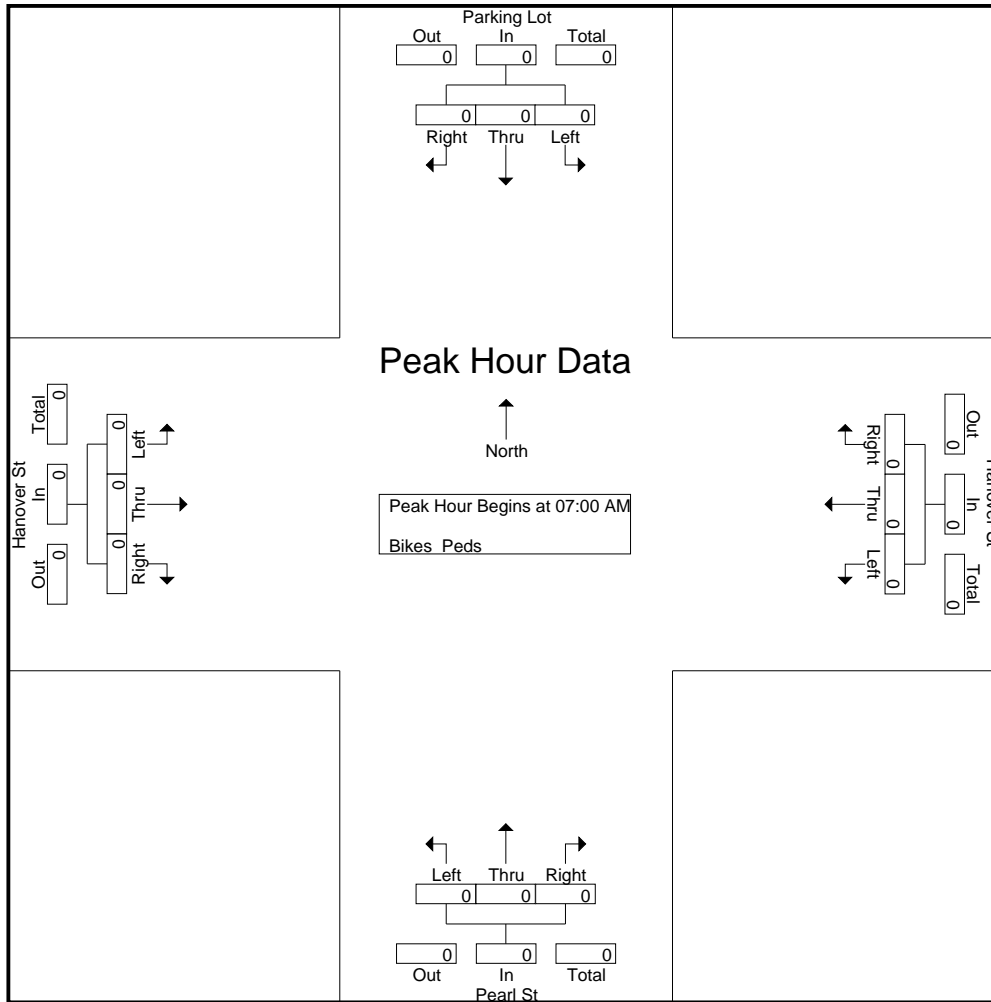 Parking Lot
Out In Total
0 0 0
0 0 0
Right Thru Left
Peak Hour Data
North
Peak Hour Begins at 07:00 AM
Bikes Peds
Hanover St
Total In Out
0 0 0
0 0 0
Left Thru Right
Right Thru Left
0 0 0
0 0 0
Out In Total
Hanover St
Left Thru Right
0 0 0
0 0 0
Out In Total
Pearl St